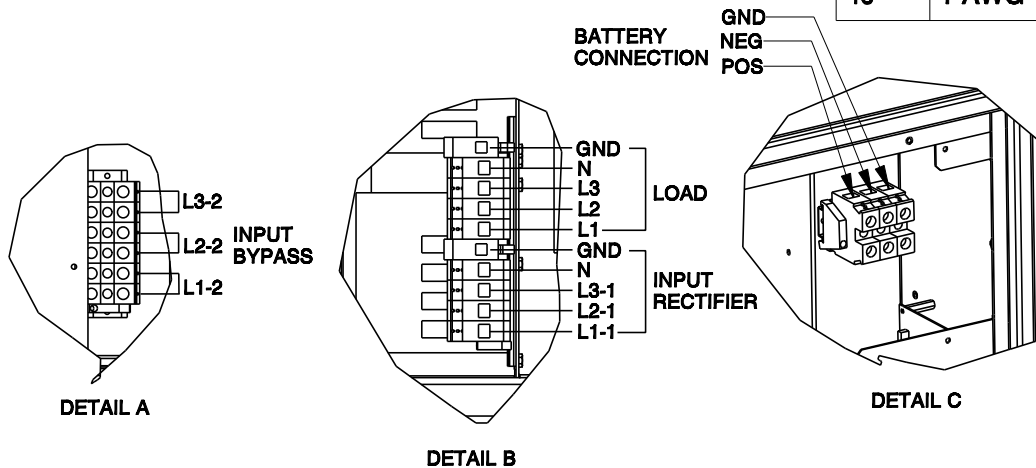 GND
NEG
POS
BATTERY
CONNECTION
L3-2
L2-2
L1-2
INPUT
BYPASS
DETAIL A
GND
N
L3
L2
L1
LOAD
GND
N
L3-1
L2-1
L1-1
INPUT
RECTIFIER
DETAIL B
DETAIL C